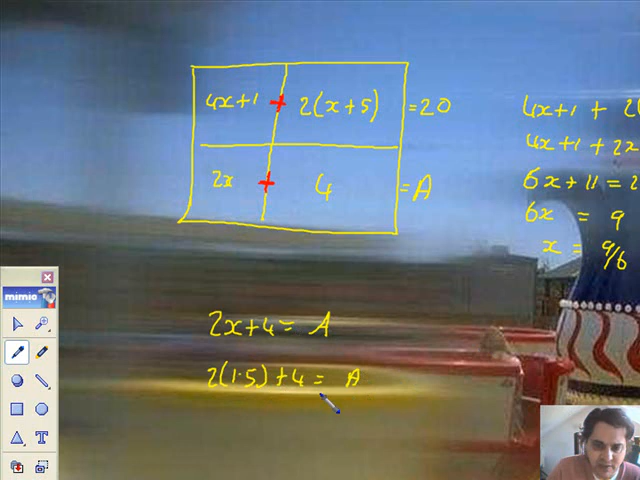 4x+1 + 2(x+5) =20
2x + 4 =A
4x+1 + 2(
4x+1 + 2x
6x+11 = 2
6x = 9
x = 9/6
mimio
T
2x+4= A
2(1.5)+4= A